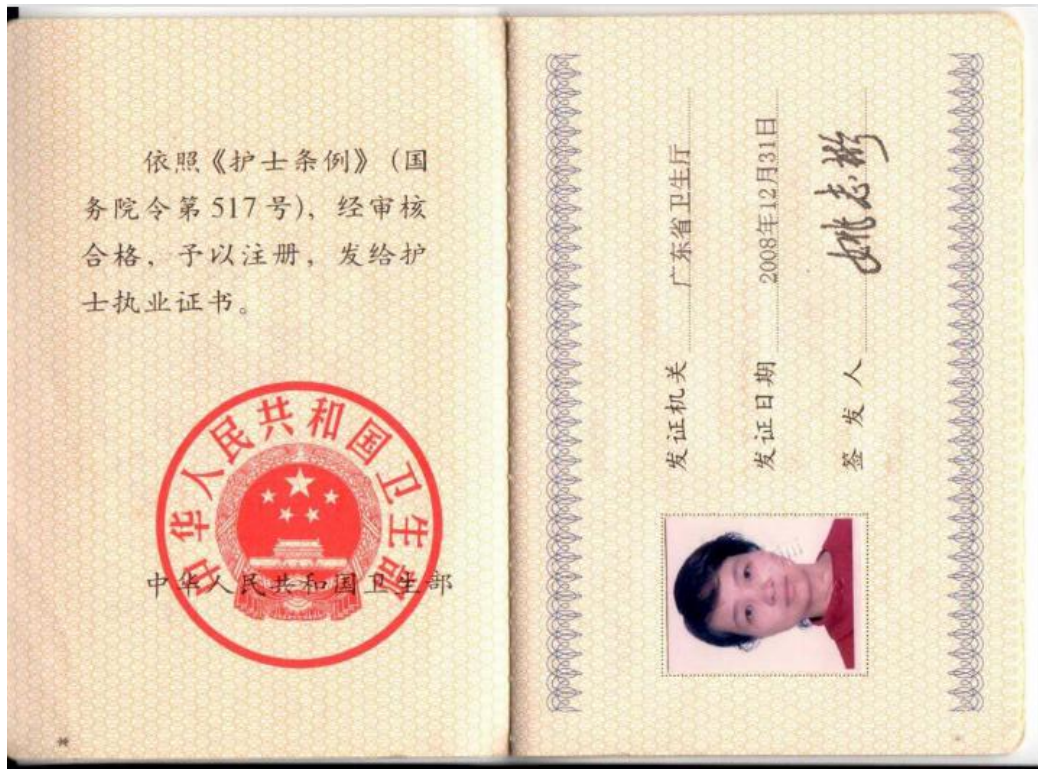 依照《护士条例》（国
务院令第 517 号），经审核
合格，予以注册，发给护
士执业证书。
中华人民共和国卫生部
中华人民共和国卫生部
发证机关 广东省卫生厅
发证日期 2008年12月31日
签发人 姚志彬